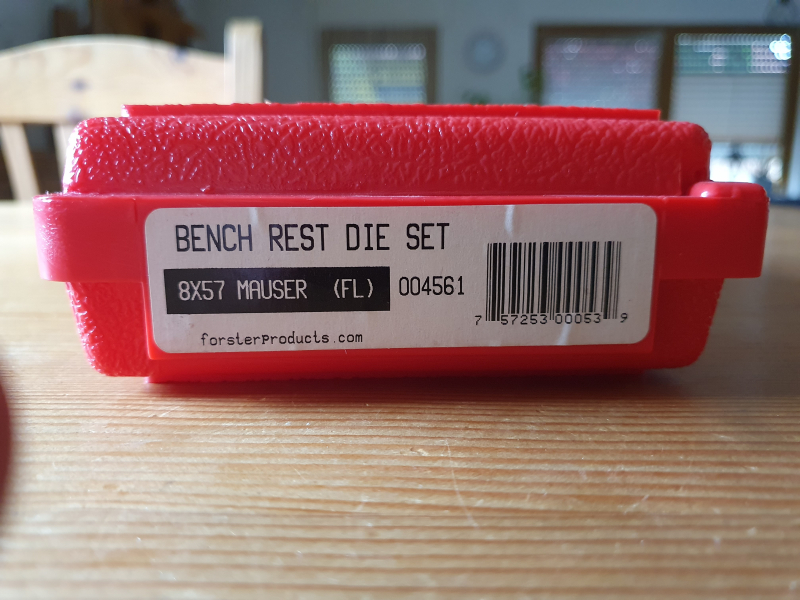 BENCH REST DIE SET
8X57 MAUSER (FL) 004561
7 57253 00053 9
forsterProducts.com